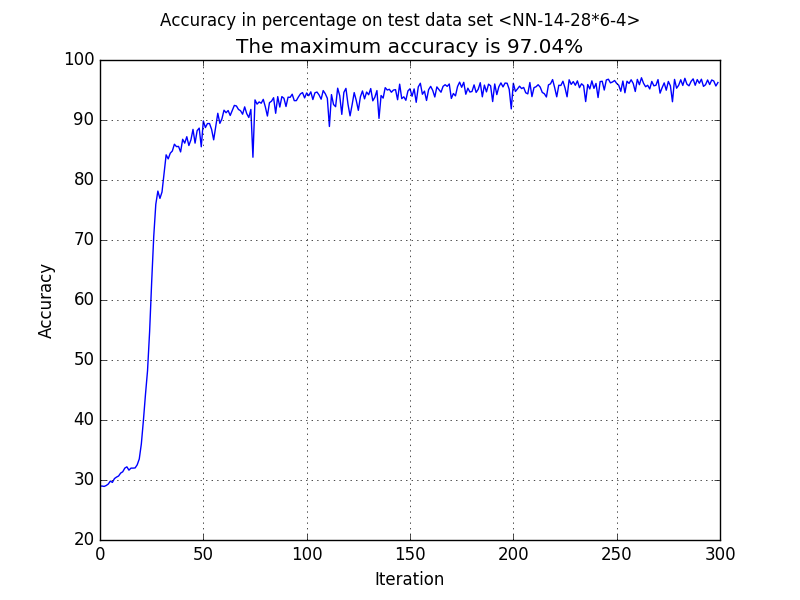 Accuracy in percentage on test data set <NN-14-28*6-4>
The maximum accuracy is 97.04%
100
90
80
70
60
50
40
30
20
Accuracy
0 50 100 150 200 250 300
Iteration